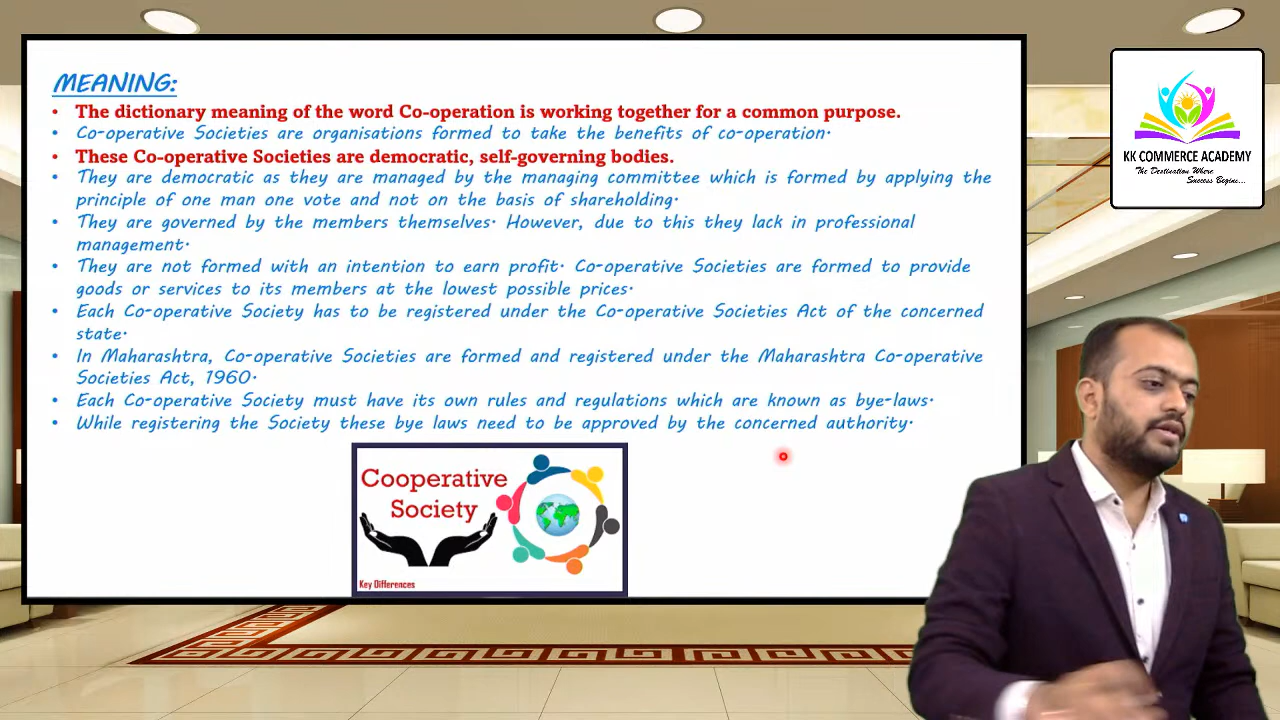 MEANING:
• The dictionary meaning of the word Co-operation is working together for a common purpose.
• Co-operative Societies are organisations formed to take the benefits of co-operation.
• These Co-operative Societies are democratic, self-governing bodies.
• They are democratic as they are managed by the managing committee which is formed by applying the
principle of one man one vote and not on the basis of shareholding.
• They are governed by the members themselves. However, due to this they lack in professional
management.
• They are not formed with an intention to earn profit. Co-operative Societies are formed to provide
goods or services to its members at the lowest possible prices.
• Each Co-operative Society has to be registered under the Co-operative Societies Act of the concerned
state.
• In Maharashtra, Co-operative Societies are formed and registered under the Maharashtra Co-operative
Societies Act, 1960.
• Each Co-operative Society must have its own rules and regulations which are known as bye-laws.
• While registering the Society these bye laws need to be approved by the concerned authority.
Cooperative
Society
Key Differences
KK COMMERCE ACADEMY
The Destination Where
Success Begins...